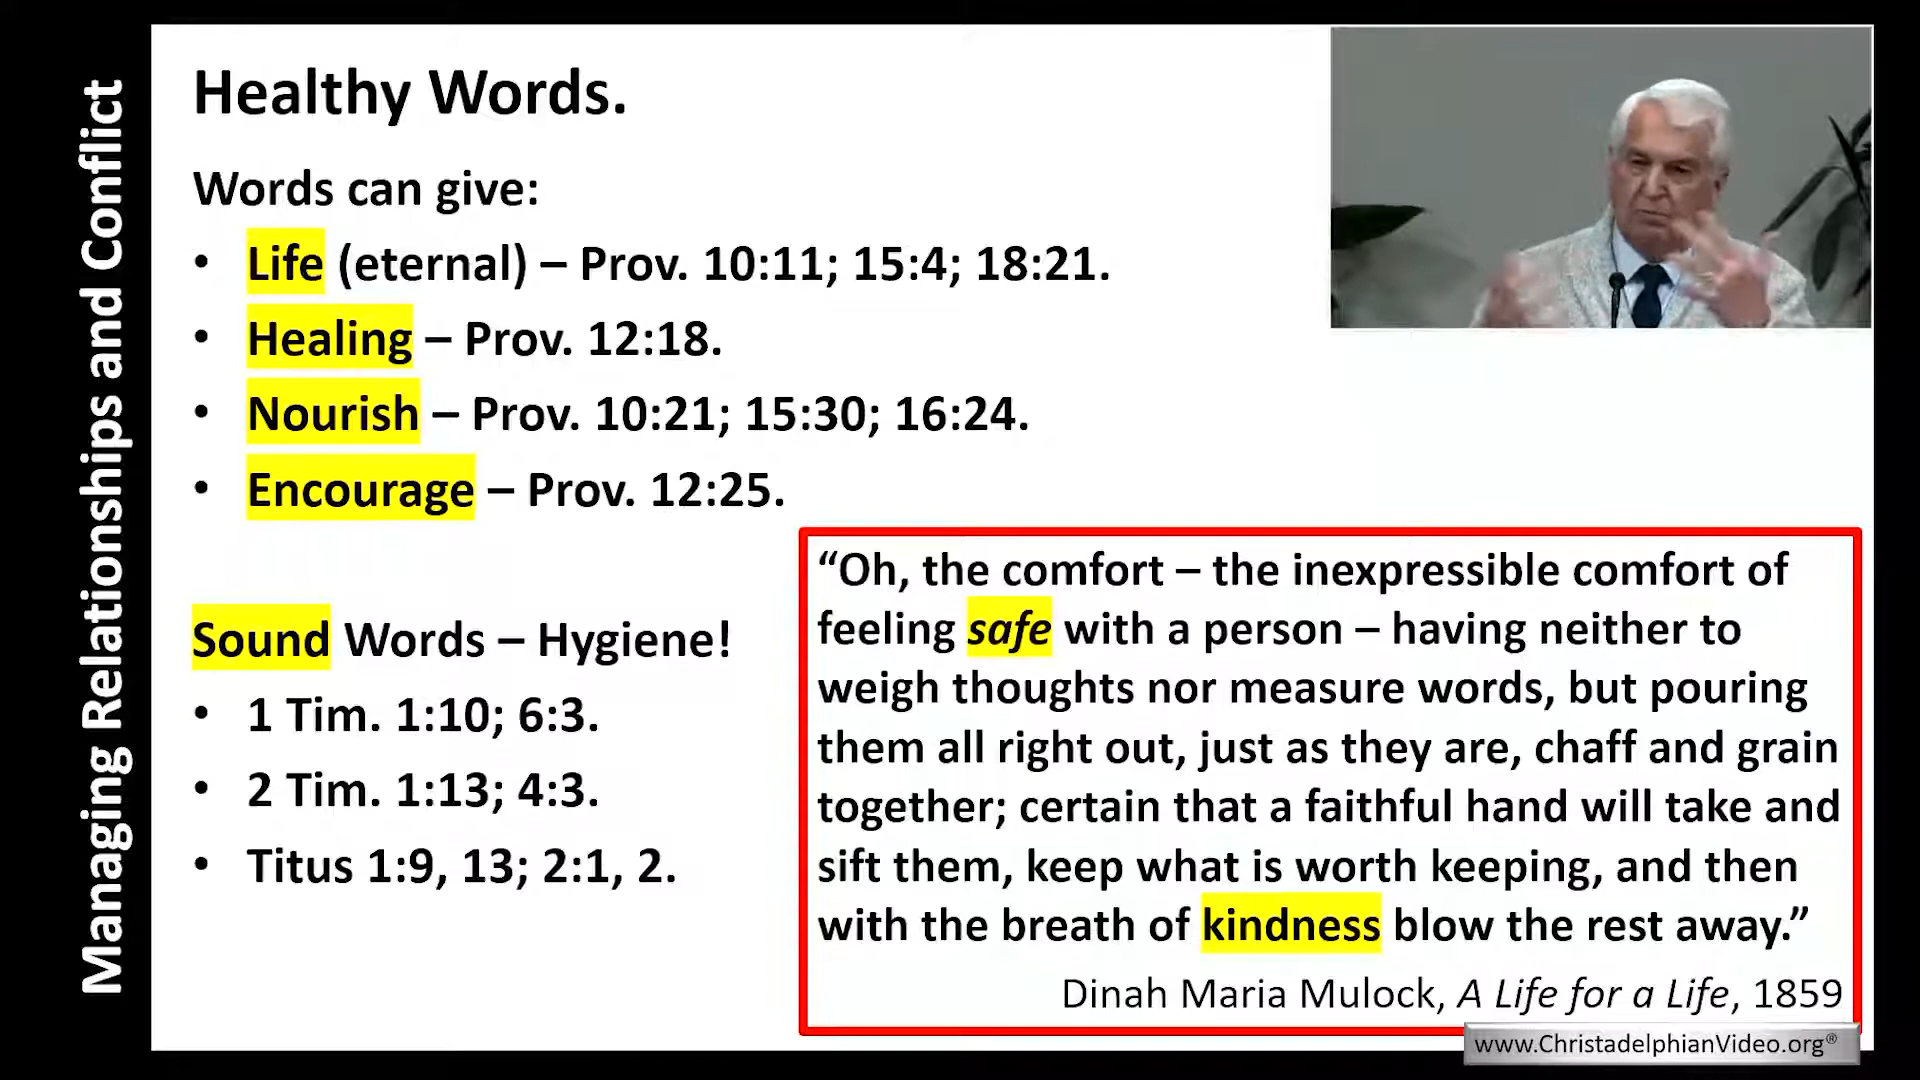 Managing Relationships and Conflict
Healthy Words.
Words can give:
• Life (eternal) – Prov. 10:11; 15:4; 18:21.
• Healing – Prov. 12:18.
• Nourish – Prov. 10:21; 15:30; 16:24.
• Encourage – Prov. 12:25.
Sound Words – Hygiene!
• 1 Tim. 1:10; 6:3.
• 2 Tim. 1:13; 4:3.
• Titus 1:9, 13; 2:1, 2.
“Oh, the comfort – the inexpressible comfort of
feeling safe with a person – having neither to
weigh thoughts nor measure words, but pouring
them all right out, just as they are, chaff and grain
together; certain that a faithful hand will take and
sift them, keep what is worth keeping, and then
with the breath of kindness blow the rest away.”
Dinah Maria Mulock, A Life for a Life, 1859
www.ChristadelphianVideo.org®